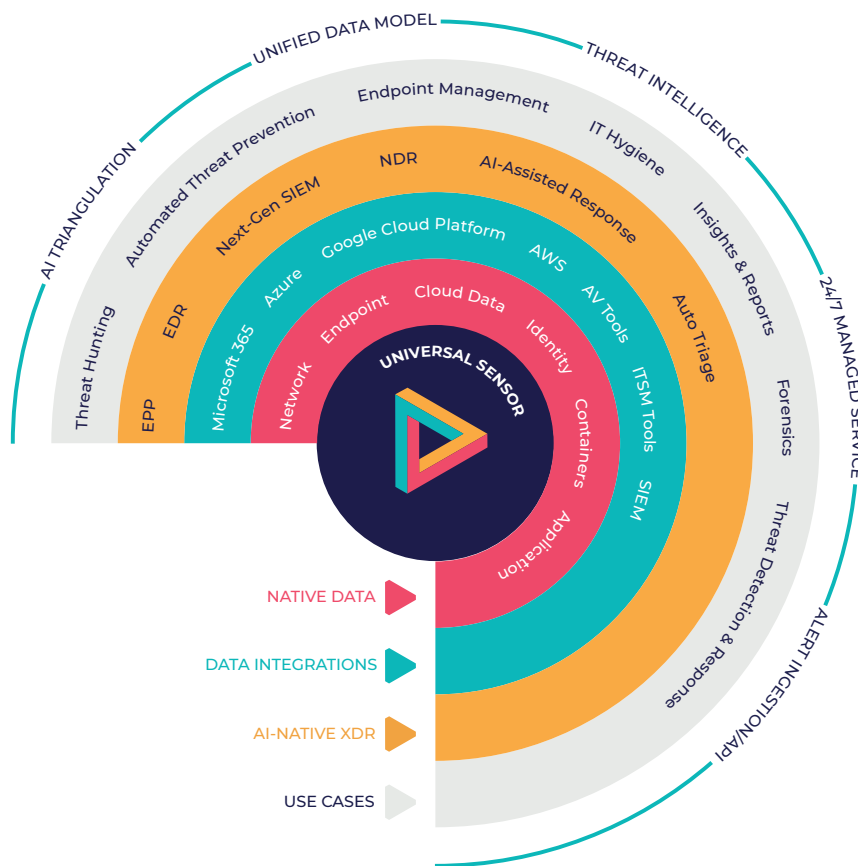 AI TRIANGULATION
UNIFIED DATA MODEL
THREAT INTELLIGENCE
24/7 MANAGED SERVICE
ALERT INGESTION/API
Threat Hunting
Automated Threat Prevention
Endpoint Management
IT Hygiene
Insights & Reports
Forensics
Threat Detection & Response
EPP
EDR
Next-Gen SIEM
NDR
AI-Assisted Response
Auto Triage
Microsoft 365
Azure
Google Cloud Platform
AWS
AV Tools
ITSM Tools
SIEM
Network
Endpoint
Cloud Data
Identity
Containers
Application
UNIVERSAL SENSOR
NATIVE DATA
DATA INTEGRATIONS
AI-NATIVE XDR
USE CASES